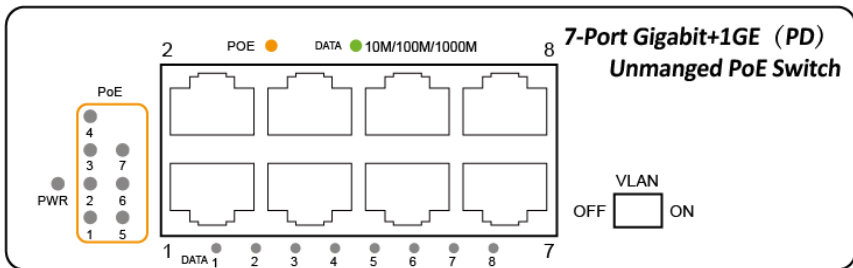 7-Port Gigabit+1GE（PD）
Unmanged PoE Switch
2 POE DATA 10M/100M/1000M 8
PoE
4
3 7
PWR 2 6
1 5
VLAN
OFF ON
1 7
DATA 1 2 3 4 5 6 7 8